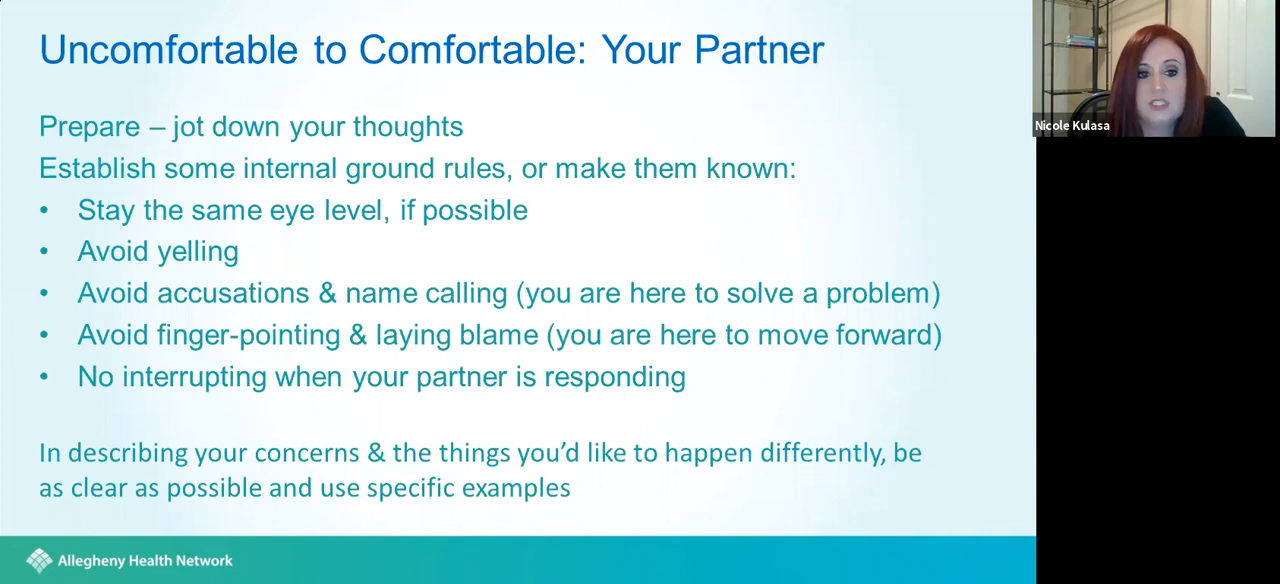 Uncomfortable to Comfortable: Your Partner
Prepare – jot down your thoughts
Establish some internal ground rules, or make them known:
• Stay the same eye level, if possible
• Avoid yelling
• Avoid accusations & name calling (you are here to solve a problem)
• Avoid finger-pointing & laying blame (you are here to move forward)
• No interrupting when your partner is responding
In describing your concerns & the things you’d like to happen differently, be
as clear as possible and use specific examples
Allegheny Health Network
Nicole Kulasa